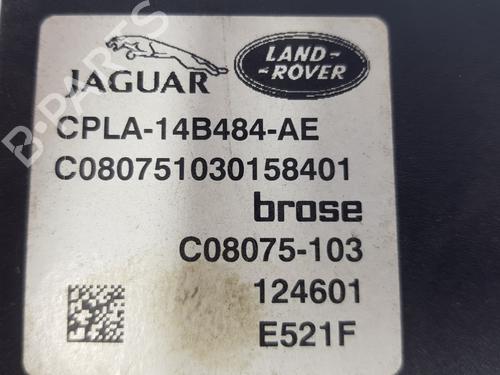 LAND-
-ROVER
JAGUAR
CPLA-14B484-AE
C080751030158401
brose
C08075-103
124601
E521F
B-PARTS